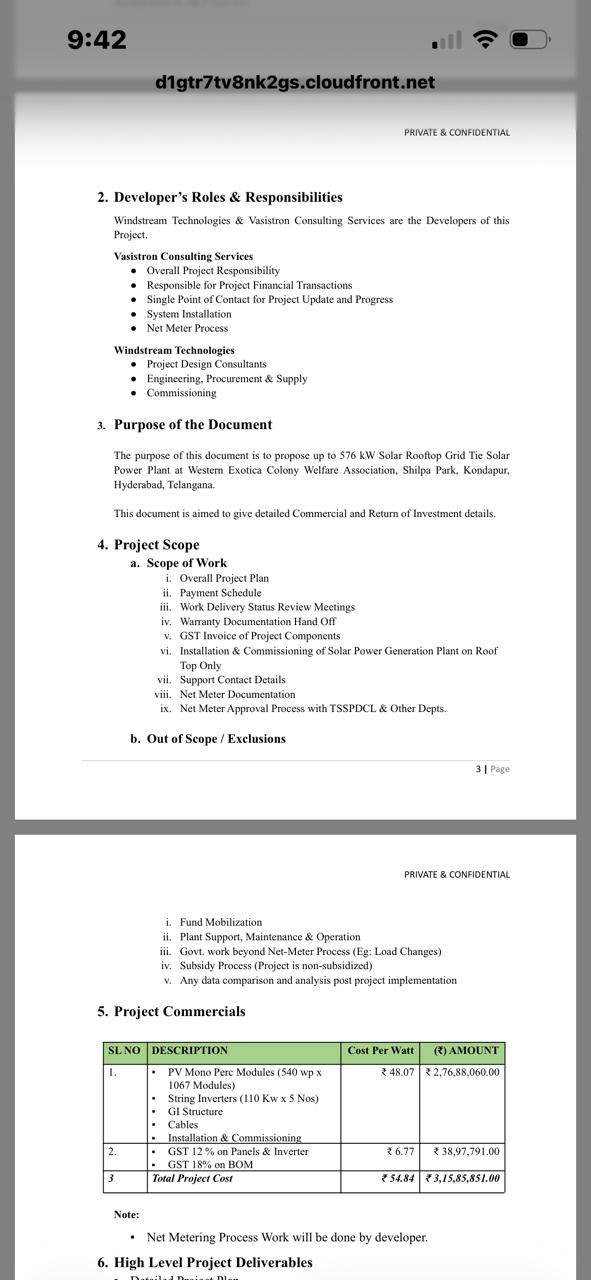 9:42
d1gtr7tv8nk2gs.cloudfront.net
PRIVATE & CONFIDENTIAL
2. Developer's Roles & Responsibilities
Windstream Technologies & Vasistron Consulting Services are the Developers of this
Project.
Vasistron Consulting Services
● Overall Project Responsibility
● Responsible for Project Financial Transactions
● Single Point of Contact for Project Update and Progress
● System Installation
● Net Meter Process
Windstream Technologies
● Project Design Consultants
● Engineering, Procurement & Supply
● Commissioning
3. Purpose of the Document
The purpose of this document is to propose up to 576 kW Solar Rooftop Grid Tie Solar
Power Plant at Western Exotica Colony Welfare Association, Shilpa Park, Kondapur,
Hyderabad, Telangana.
This document is aimed to give detailed Commercial and Return of Investment details.
4. Project Scope
a. Scope of Work
i. Overall Project Plan
ii. Payment Schedule
iii. Work Delivery Status Review Meetings
iv. Warranty Documentation Hand Off
v. GST Invoice of Project Components
vi. Installation & Commissioning of Solar Power Generation Plant on Roof
Top Only
vii. Support Contact Details
viii. Net Meter Documentation
ix. Net Meter Approval Process with TSSPDCL & Other Depts.
b. Out of Scope / Exclusions
3 | Page
PRIVATE & CONFIDENTIAL
i. Fund Mobilization
ii. Plant Support, Maintenance & Operation
iii. Govt. work beyond Net-Meter Process (Eg: Load Changes)
iv. Subsidy Process (Project is non-subsidized)
v. Any data comparison and analysis post project implementation
5. Project Commercials
SL NO DESCRIPTION Cost Per Watt (₹) AMOUNT
1. ▪ PV Mono Perc Modules (540 wp x ₹ 48.07 ₹ 2,76,88,060.00
1067 Modules)
▪ String Inverters (110 Kw x 5 Nos)
▪ GI Structure
▪ Cables
▪ Installation & Commissioning
2. ▪ GST 12 % on Panels & Inverter ₹ 6.77 ₹ 38,97,791.00
▪ GST 18% on BOM
3 Total Project Cost ₹ 54.84 ₹ 3,15,85,851.00
Note:
▪ Net Metering Process Work will be done by developer.
6. High Level Project Deliverables
Detailed Project Plan